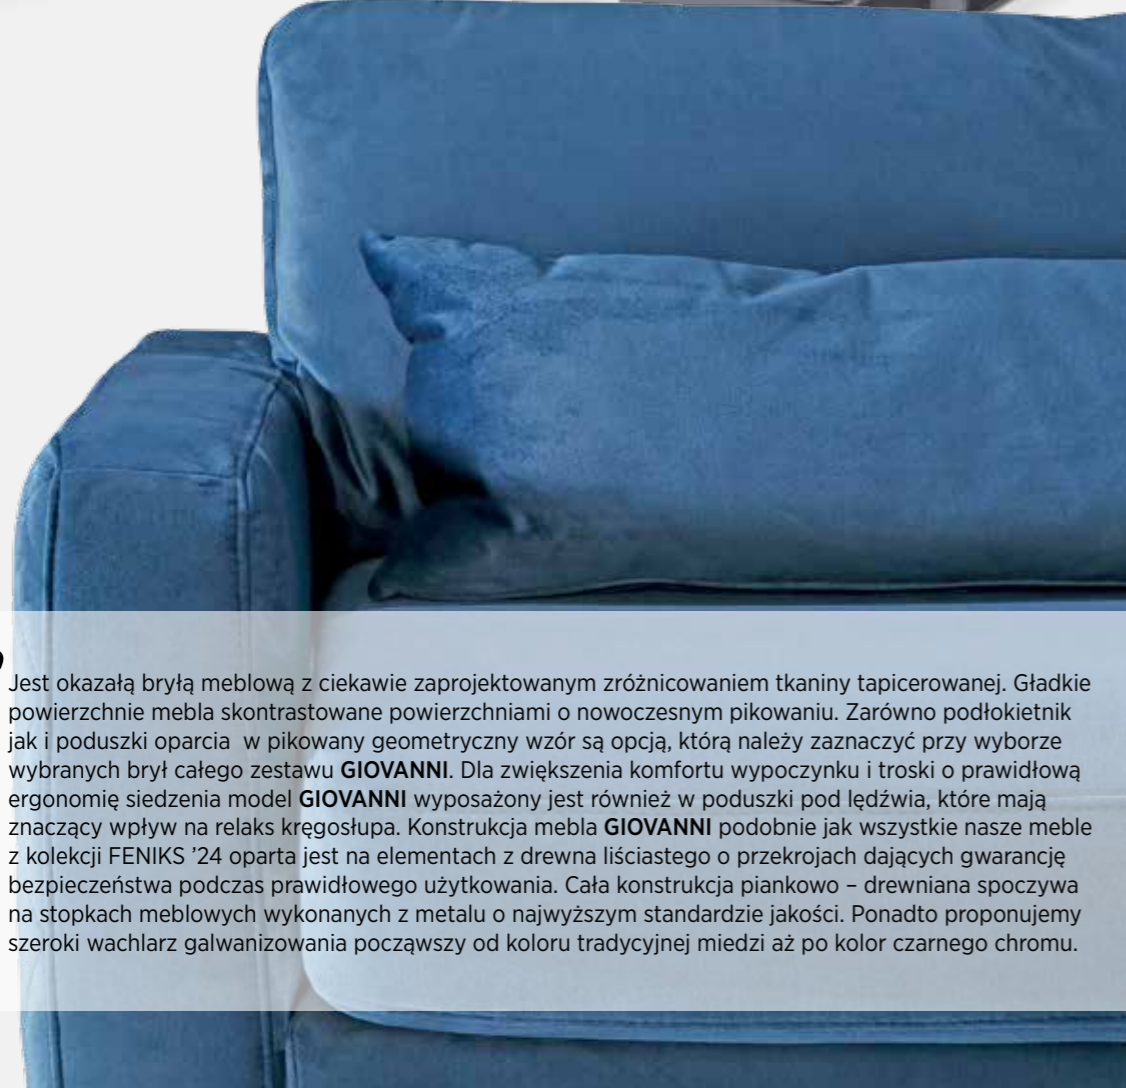 Jest okazałą bryłą meblową z ciekawie zaprojektowanym zróżnicowaniem tkaniny tapicerowanej. Gładkie
powierzchnie mebla skontrastowane powierzchniami o nowoczesnym pikowaniu. Zarówno podłokietnik
jak i poduszki oparcia  w pikowany geometryczny wzór są opcją, którą należy zaznaczyć przy wyborze
wybranych brył całego zestawu GIOVANNI. Dla zwiększenia komfortu wypoczynku i troski o prawidłową
ergonomię siedzenia model GIOVANNI wyposażony jest również w poduszki pod lędźwia, które mają
znaczący wpływ na relaks kręgosłupa. Konstrukcja mebla GIOVANNI podobnie jak wszystkie nasze meble
z kolekcji FENIKS ’24 oparta jest na elementach z drewna liściastego o przekrojach dających gwarancję
bezpieczeństwa podczas prawidłowego użytkowania. Cała konstrukcja piankowo – drewniana spoczywa
na stopkach meblowych wykonanych z metalu o najwyższym standardzie jakości. Ponadto proponujemy
szeroki wachlarz galwanizowania począwszy od koloru tradycyjnej miedzi aż po kolor czarnego chromu.